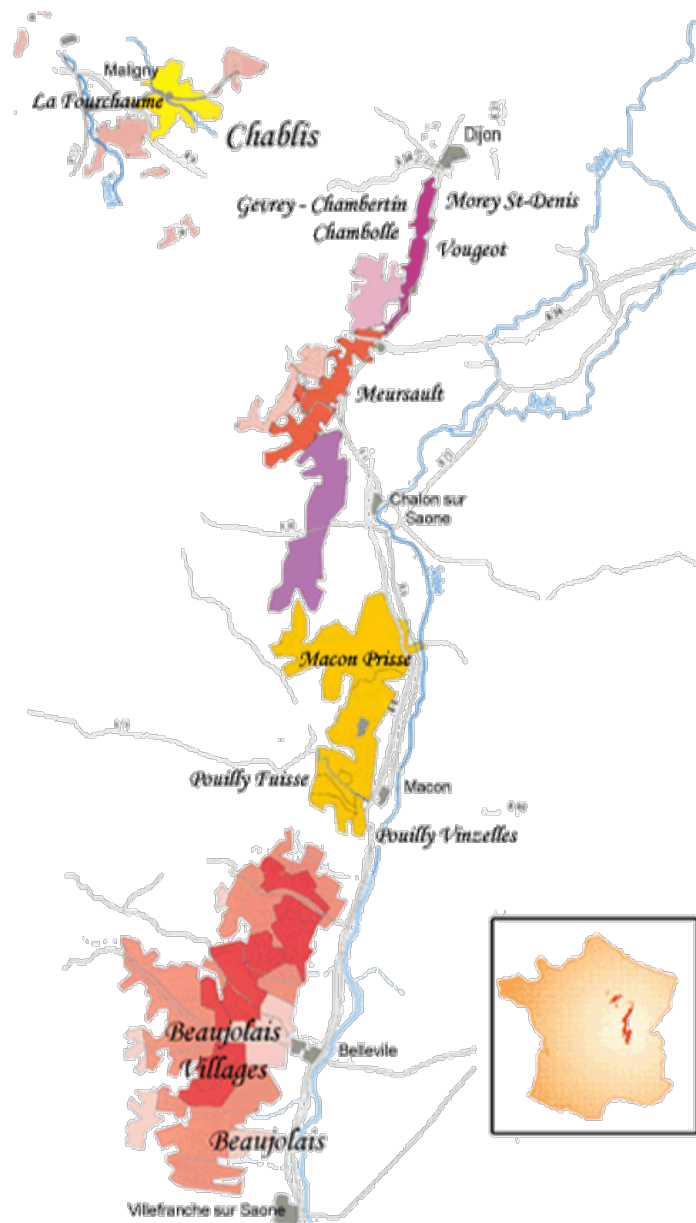 Maligny
La Fourchaume
Chablis
Dijon
Gevrey - Chambertin
Morey St-Denis
Chambolle
Vougeot
Meursault
Chalon sur
Saone
Macon Prisse
Pouilly Fuisse
Macon
Pouilly Vinzelles
Beaujolais
Villages
Bellevile
Beaujolais
Villefranche sur Saone